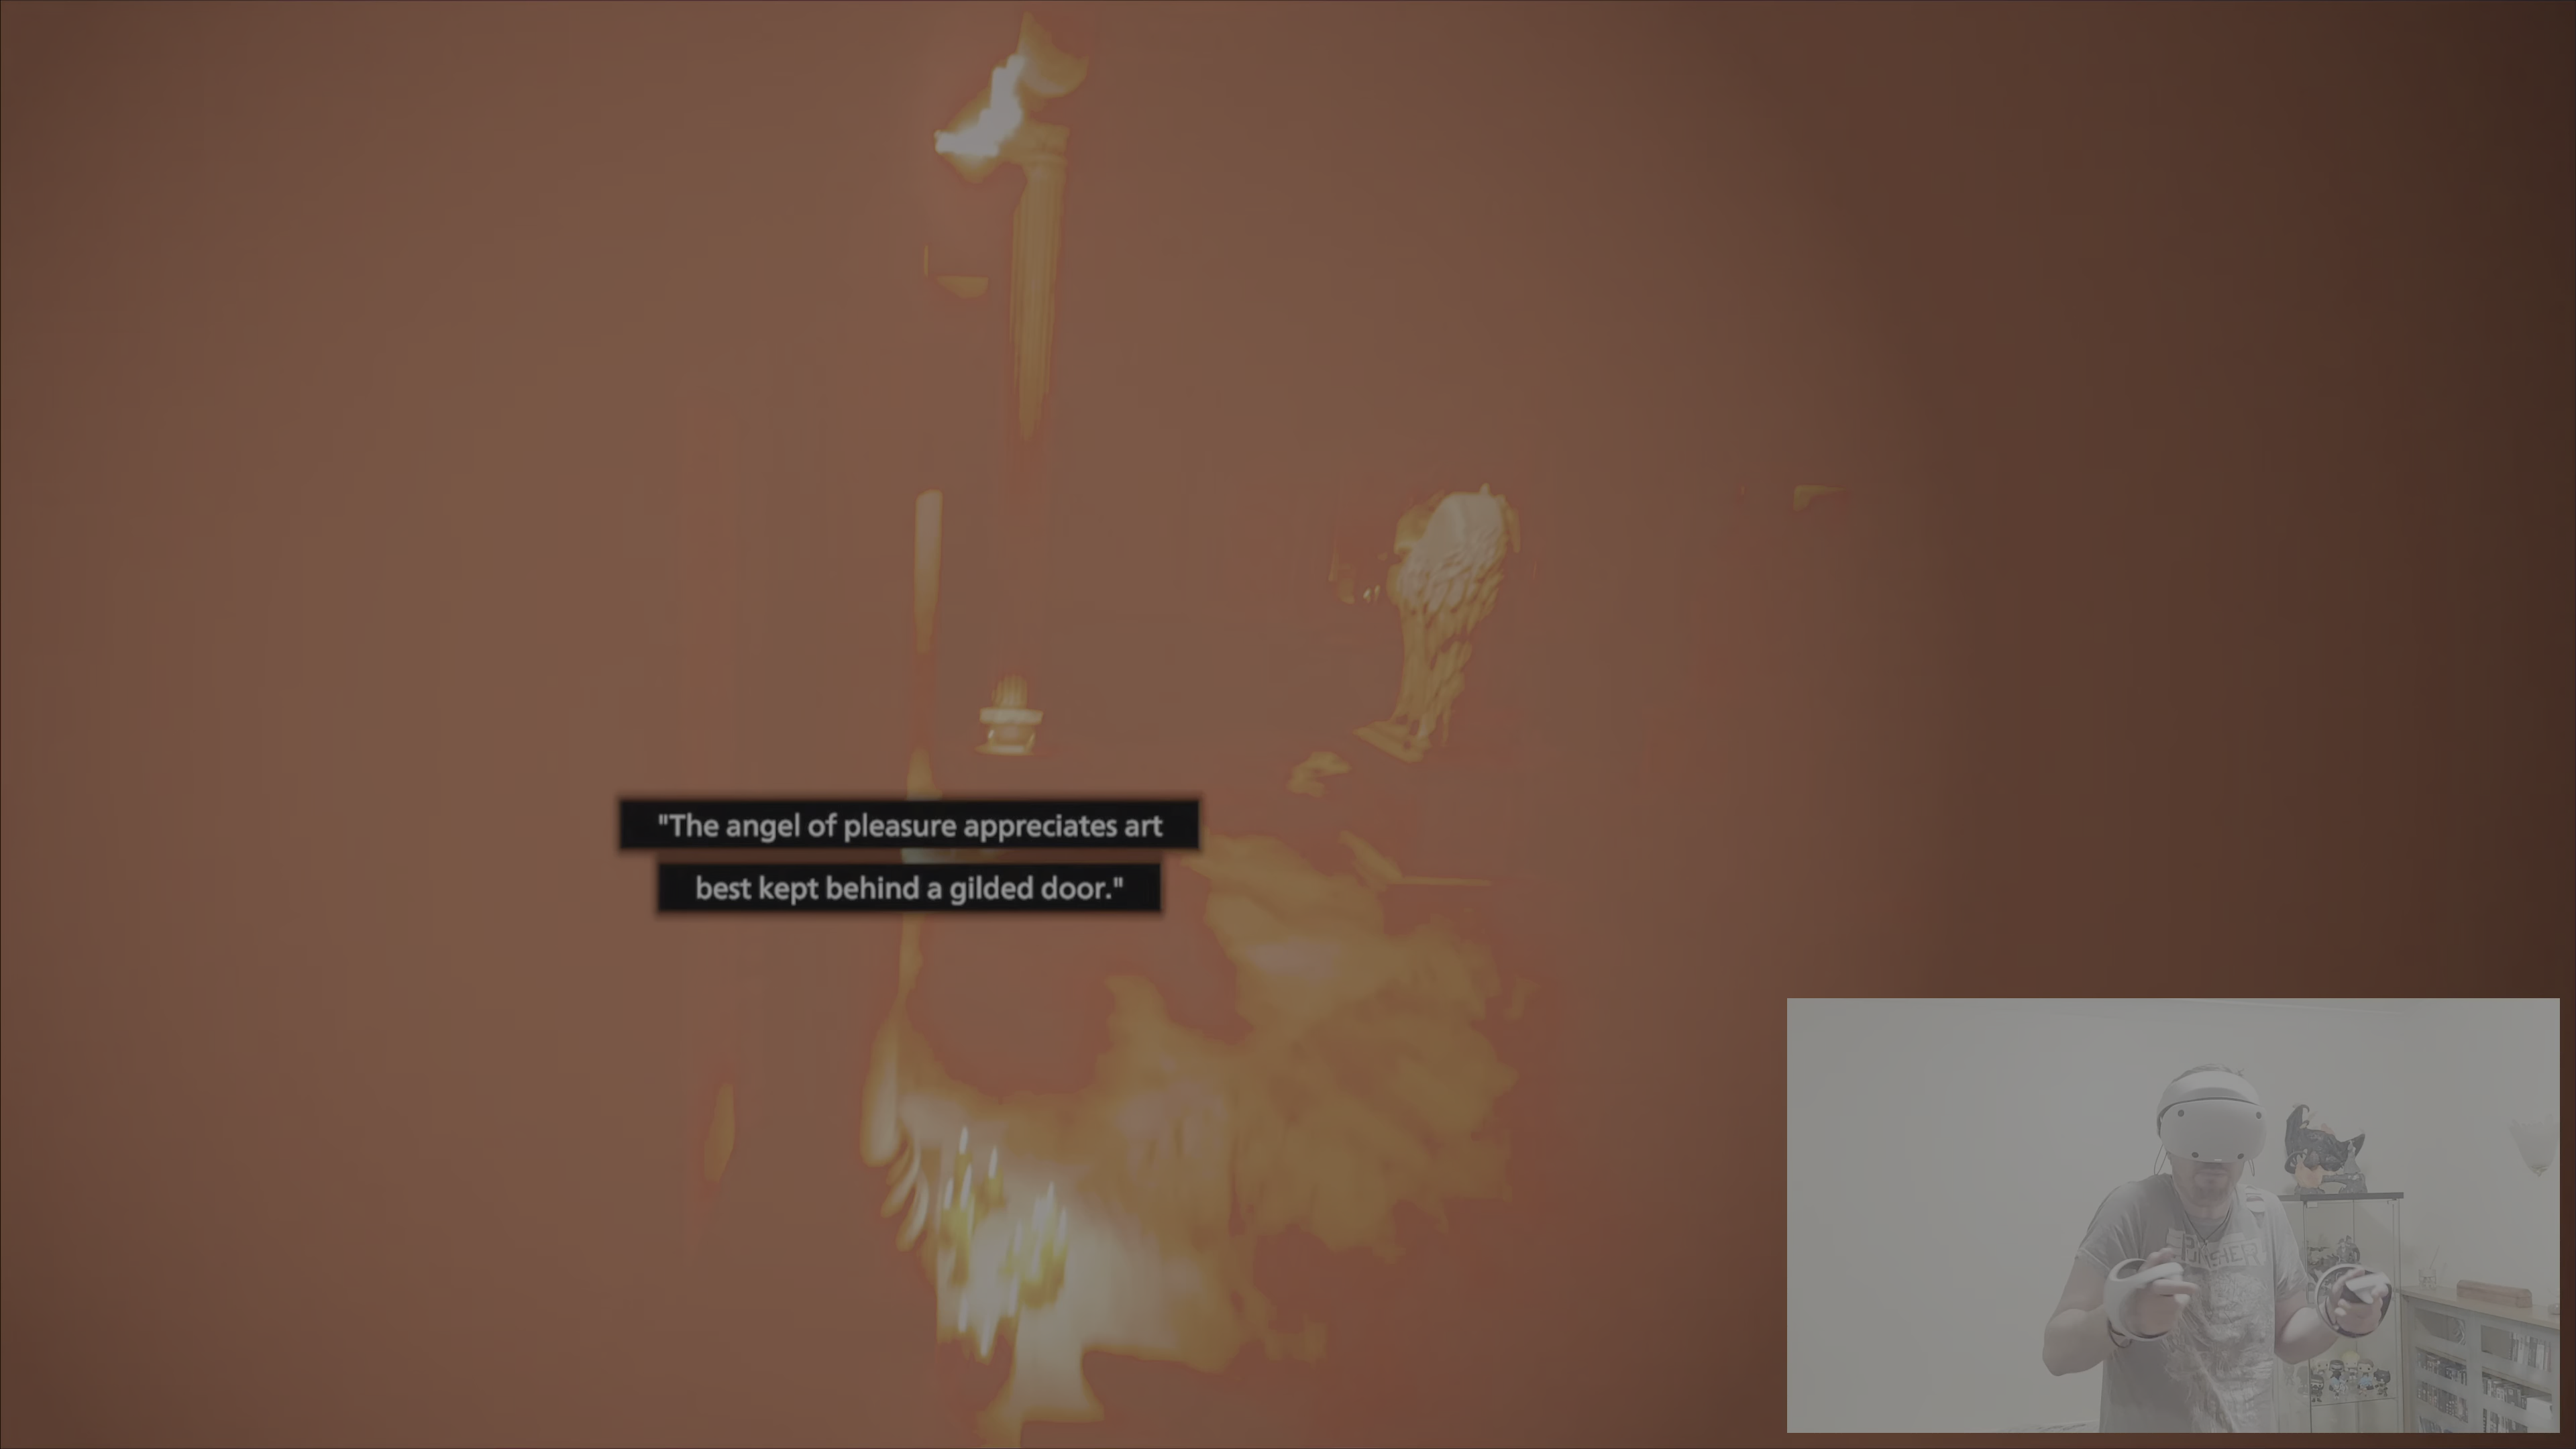 "The angel of pleasure appreciates art
best kept behind a gilded door."